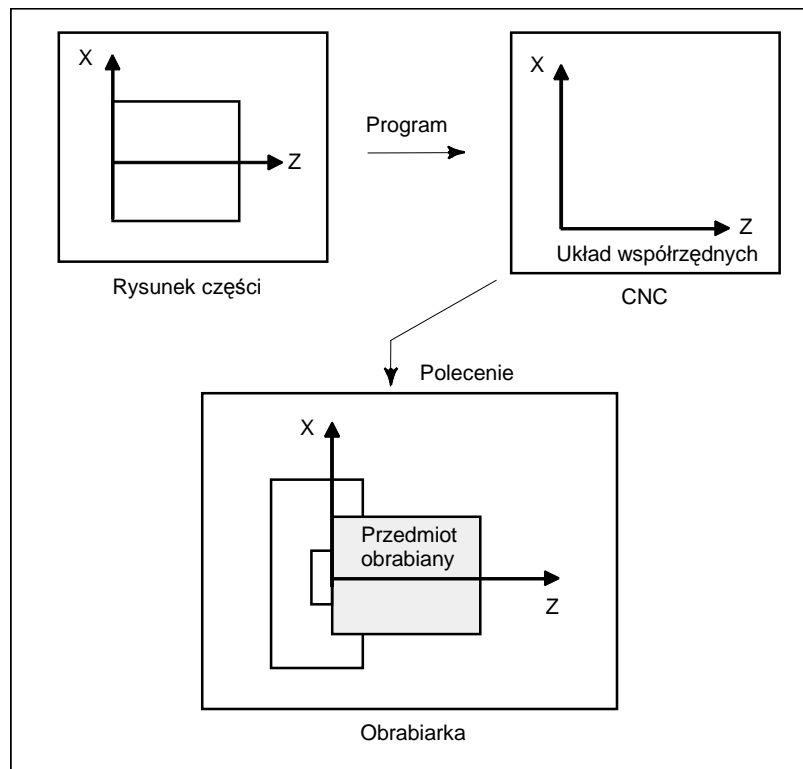 X
Z
Rysunek części
Program
X
Z
Układ współrzędnych
CNC
Polecenie
X
Przedmiot
obrabiany
Z
Obrabiarka